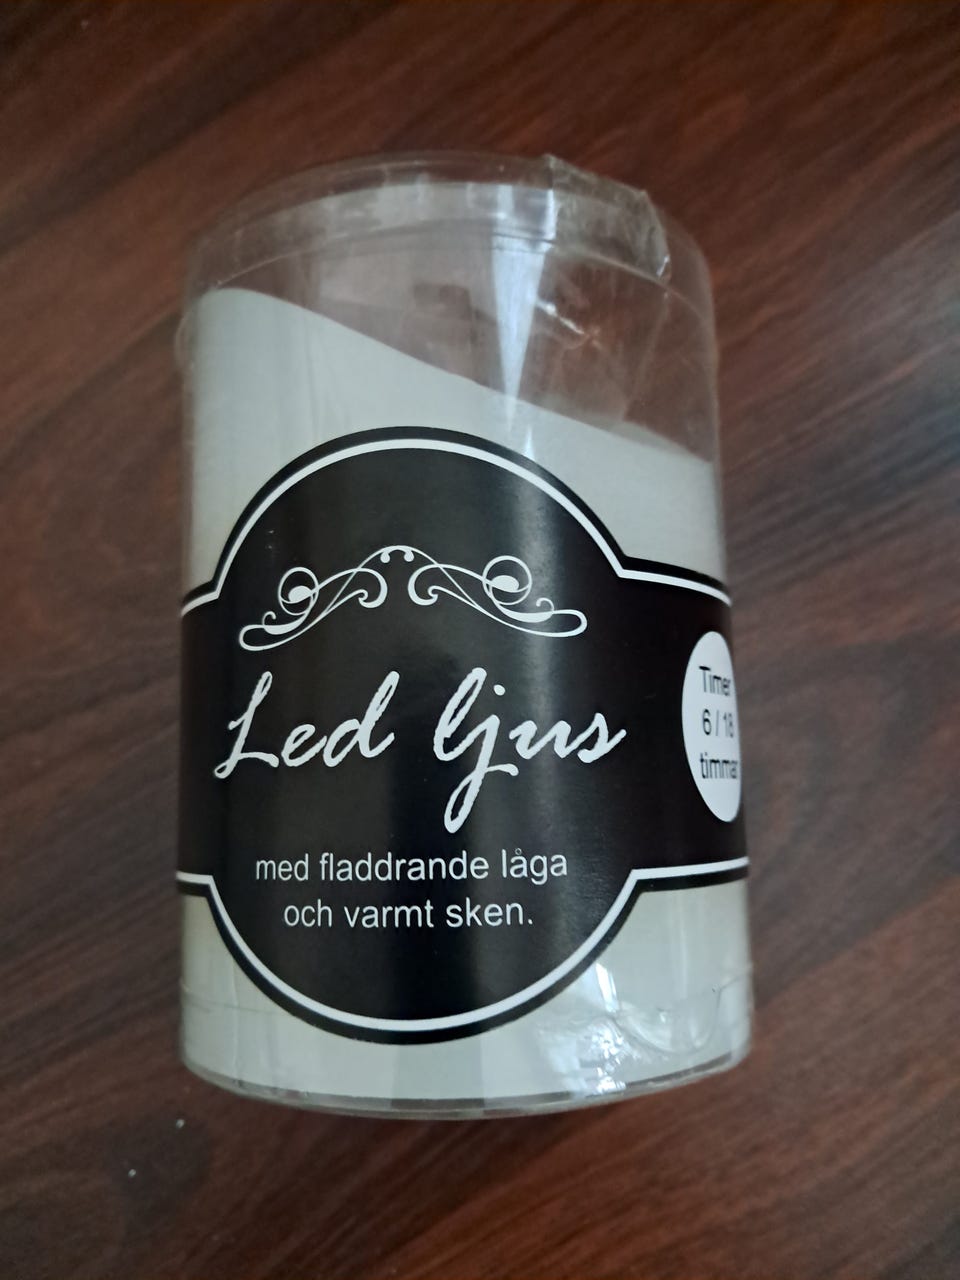 Led ljus
med fladdrande låga
och varmt sken.
Timer
6 / 18
timmar